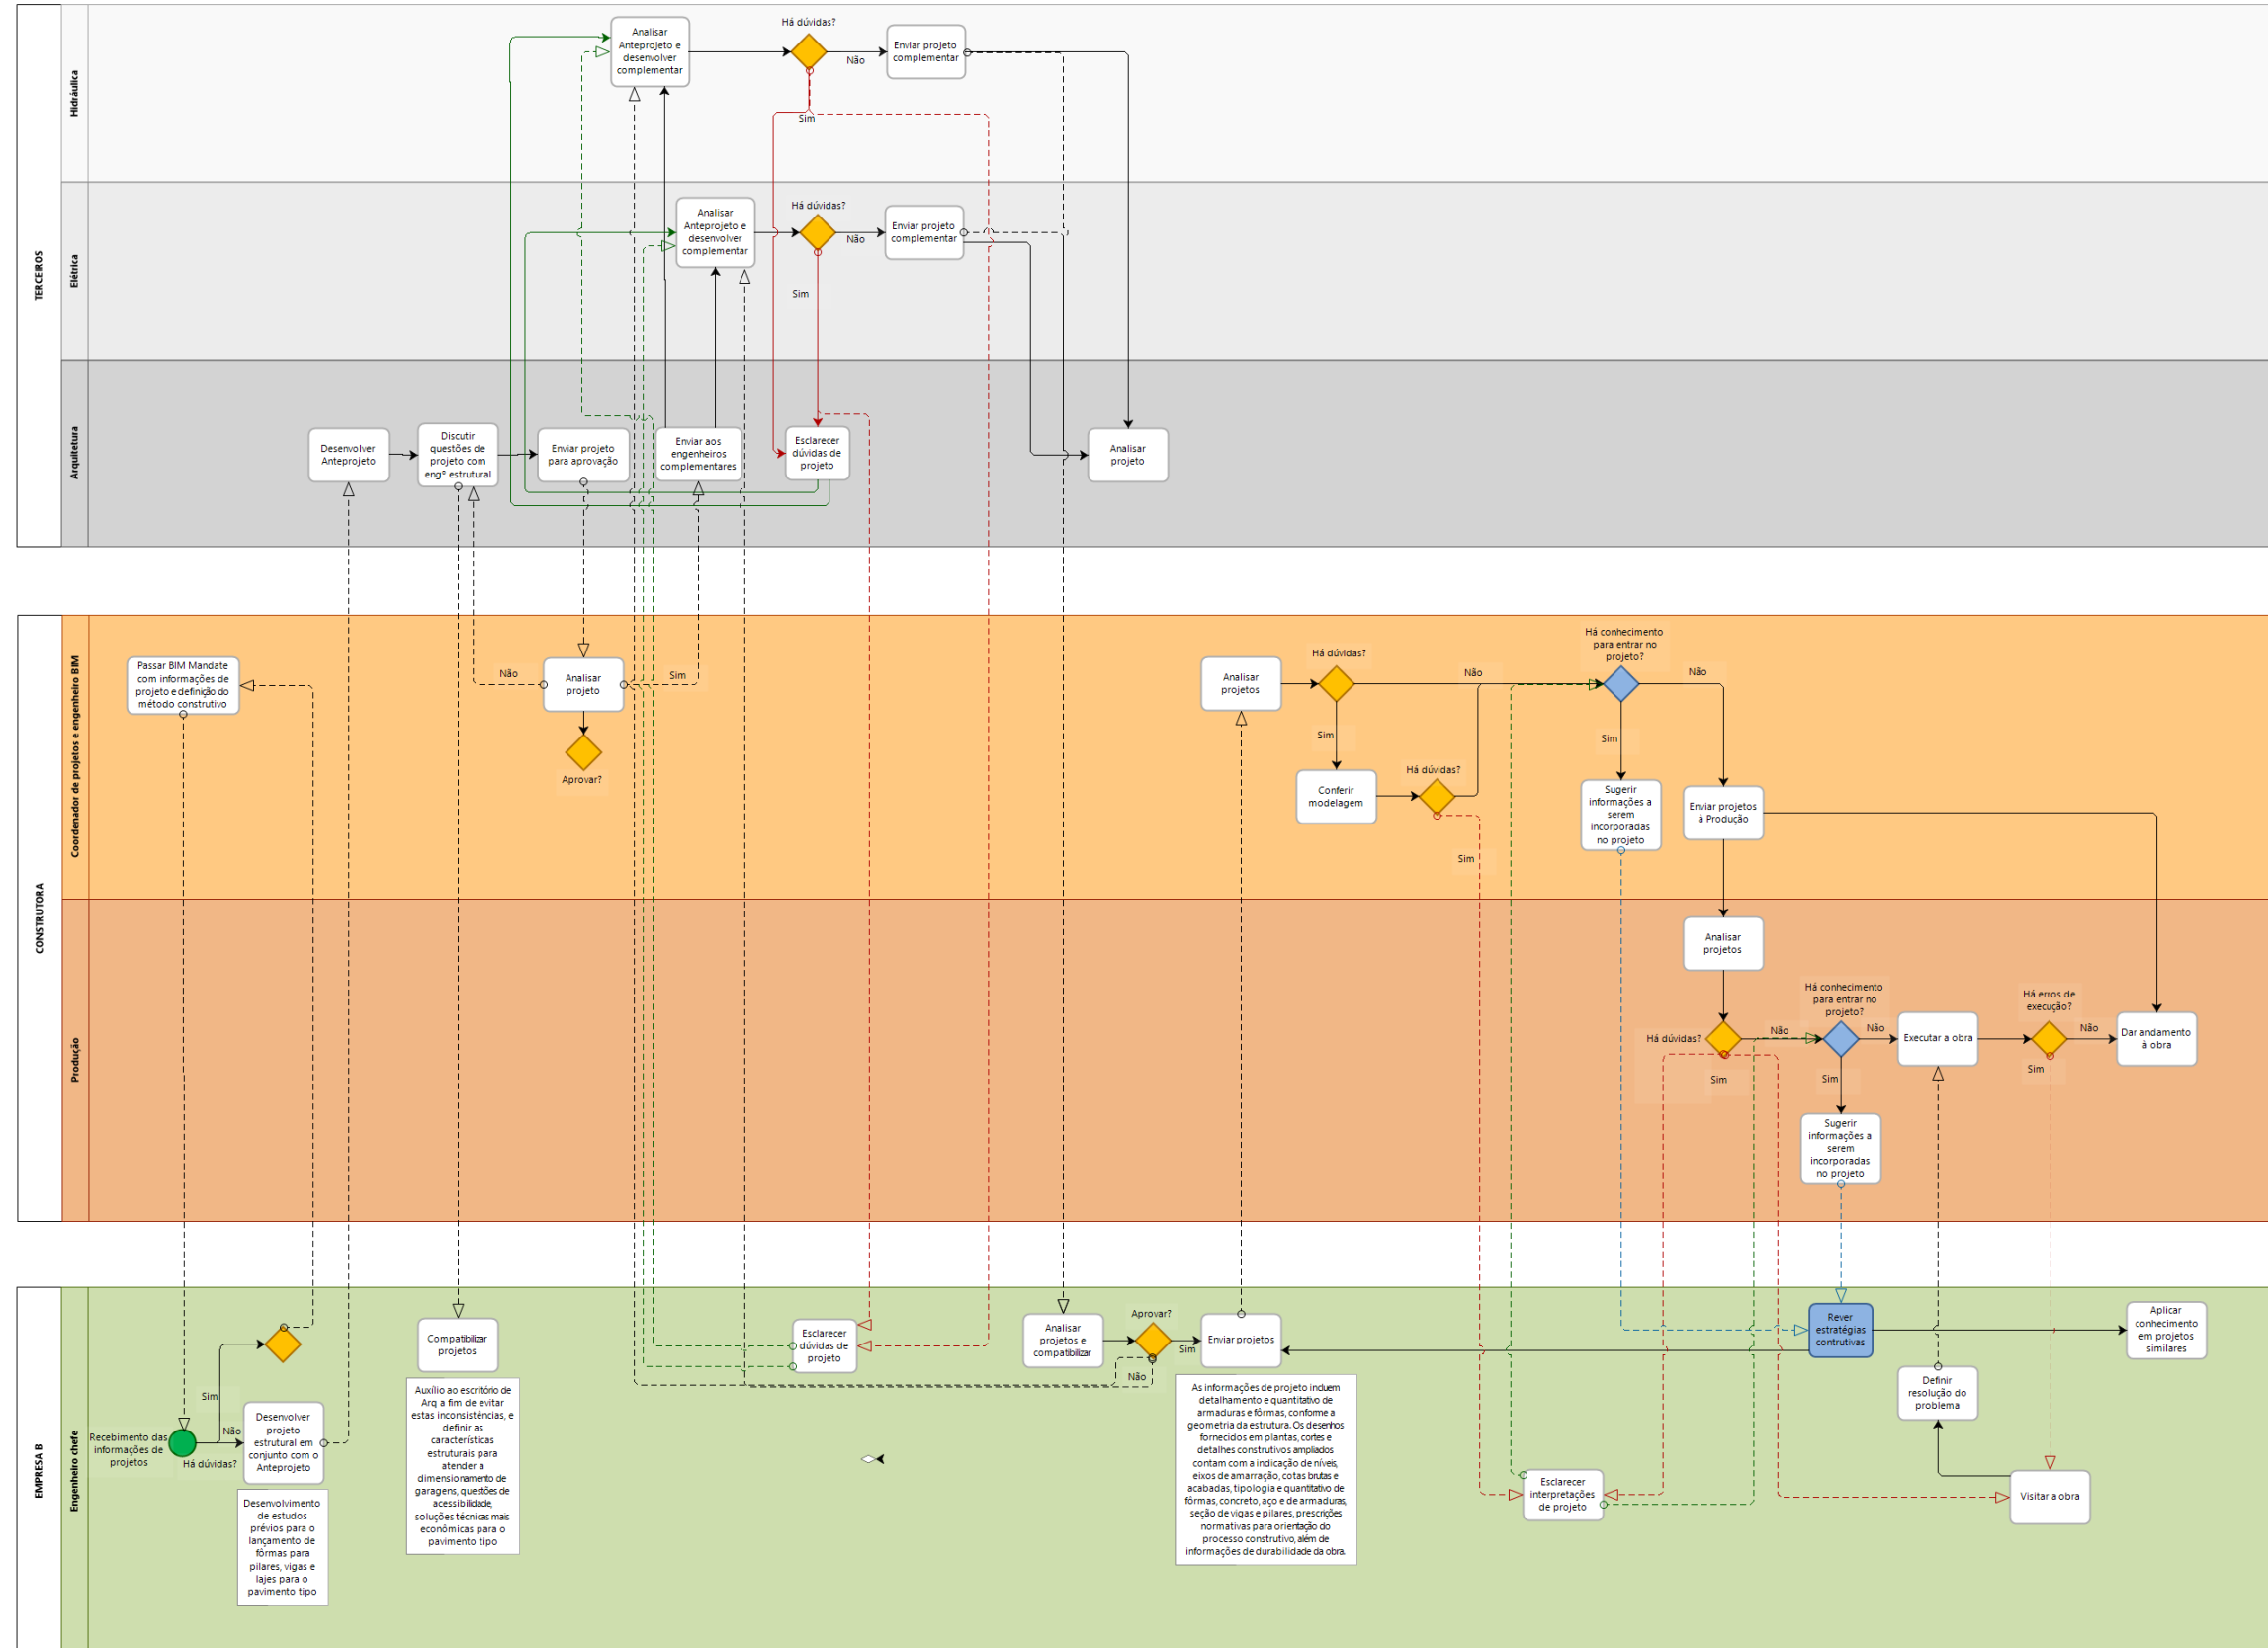 TERCEIROS
Hidráulica
Analisar
Anteprojeto e
desenvolver
complementar
Há dúvidas?
Não
Sim
Enviar projeto
complementar
Elétrica
Analisar
Anteprojeto e
desenvolver
complementar
Há dúvidas?
Não
Sim
Enviar projeto
complementar
Arquitetura
Desenvolver
Anteprojeto
Discutir
questões de
projeto com
engº estrutural
Enviar projeto
para aprovação
Enviar aos
engenheiros
complementares
Esclarecer
dúvidas de
projeto
Analisar
projeto
CONSTRUTORA
Coordenador de projetos e engenheiro BIM
Passar BIM Mandate
com informações de
projeto e definição do
método construtivo
Não
Analisar
projeto
Sim
Aprovar?
Analisar
projetos
Há dúvidas?
Não
Sim
Conferir
modelagem
Há dúvidas?
Sim
Há conhecimento
para entrar no
projeto?
Não
Sim
Sugerir
informações a
serem
incorporadas
no projeto
Enviar projetos
à Produção
Produção
Analisar
projetos
Há dúvidas?
Não
Sim
Há conhecimento
para entrar no
projeto?
Não
Sim
Sugerir
informações a
serem
incorporadas
no projeto
Executar a obra
Há erros de
execução?
Não
Sim
Dar andamento
à obra
EMPRESA B
Engenheiro chefe
Recebimento das
informações de
projetos
Há dúvidas?
Sim
Não
Desenvolver
projeto
estrutural em
conjunto com o
Anteprojeto
Desenvolvimento
de estudos
prévios para o
lançamento de
fôrmas para
pilares, vigas e
lajes para o
pavimento tipo
Compatibilizar
projetos
Auxílio ao escritório de
Arq a fim de evitar
estas inconsistências, e
definir as
características
estruturais para
atender a
dimensionamento de
garagens, questões de
acessibilidade,
soluções técnicas mais
econômicas para o
pavimento tipo
Esclarecer
dúvidas de
projeto
Analisar
projetos e
compatibilizar
Aprovar?
Sim
Não
Enviar projetos
As informações de projeto incluem
detalhamento e quantitativo de
armaduras e fôrmas, conforme a
geometria da estrutura. Os desenhos
fornecidos em plantas, cortes e
detalhes construtivos ampliados
contam com a indicação de níveis,
eixos de amarração, cotas brutas e
acabadas, tipologia e quantitativo de
fôrmas, concreto, aço e de armaduras,
seção de vigas e pilares, prescrições
normativas para orientação do
processo construtivo, além de
informações de durabilidade da obra.
Esclarecer
interpretações
de projeto
Rever
estratégias
contrutivas
Definir
resolução do
problema
Visitar a obra
Aplicar
conhecimento
em projetos
similares